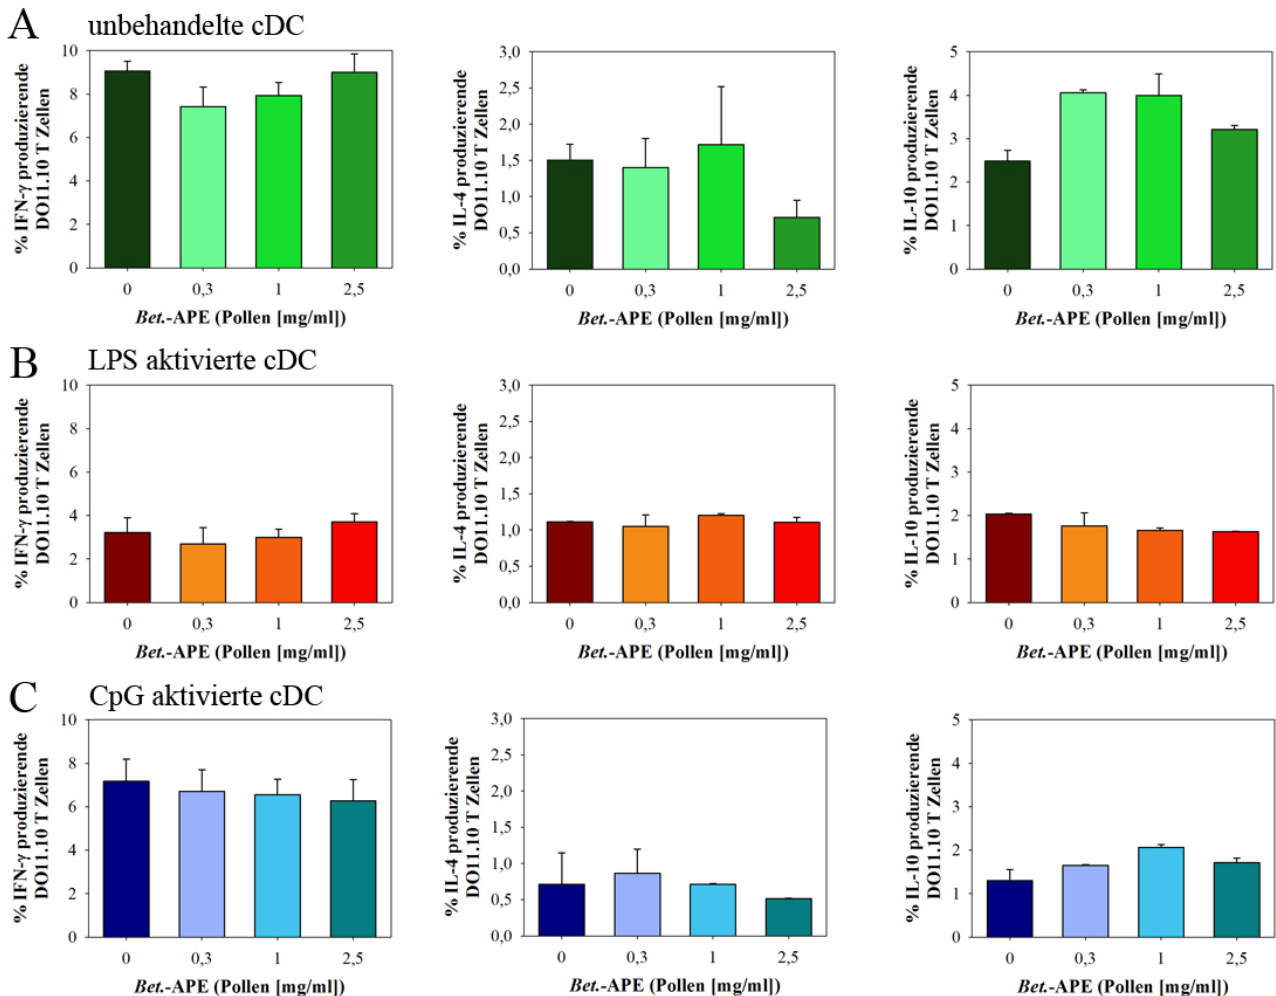 A
unbehandelte cDC
% IFN-γ produzierende
DO11.10 T Zellen
10
8
6
4
2
0
0 0,3 1 2,5
Bet.-APE (Pollen [mg/ml])
% IL-4 produzierende
DO11.10 T Zellen
3,0
2,5
2,0
1,5
1,0
0,5
0,0
0 0,3 1 2,5
Bet.-APE (Pollen [mg/ml])
% IL-10 produzierende
DO11.10 T Zellen
5
4
3
2
1
0
0 0,3 1 2,5
Bet.-APE (Pollen [mg/ml])
B
LPS aktivierte cDC
% IFN-γ produzierende
DO11.10 T Zellen
10
8
6
4
2
0
0 0,3 1 2,5
Bet.-APE (Pollen [mg/ml])
% IL-4 produzierende
DO11.10 T Zellen
3,0
2,5
2,0
1,5
1,0
0,5
0,0
0 0,3 1 2,5
Bet.-APE (Pollen [mg/ml])
% IL-10 produzierende
DO11.10 T Zellen
5
4
3
2
1
0
0 0,3 1 2,5
Bet.-APE (Pollen [mg/ml])
C
CpG aktivierte cDC
% IFN-γ produzierende
DO11.10 T Zellen
10
8
6
4
2
0
0 0,3 1 2,5
Bet.-APE (Pollen [mg/ml])
% IL-4 produzierende
DO11.10 T Zellen
3,0
2,5
2,0
1,5
1,0
0,5
0,0
0 0,3 1 2,5
Bet.-APE (Pollen [mg/ml])
% IL-10 produzierende
DO11.10 T Zellen
5
4
3
2
1
0
0 0,3 1 2,5
Bet.-APE (Pollen [mg/ml])